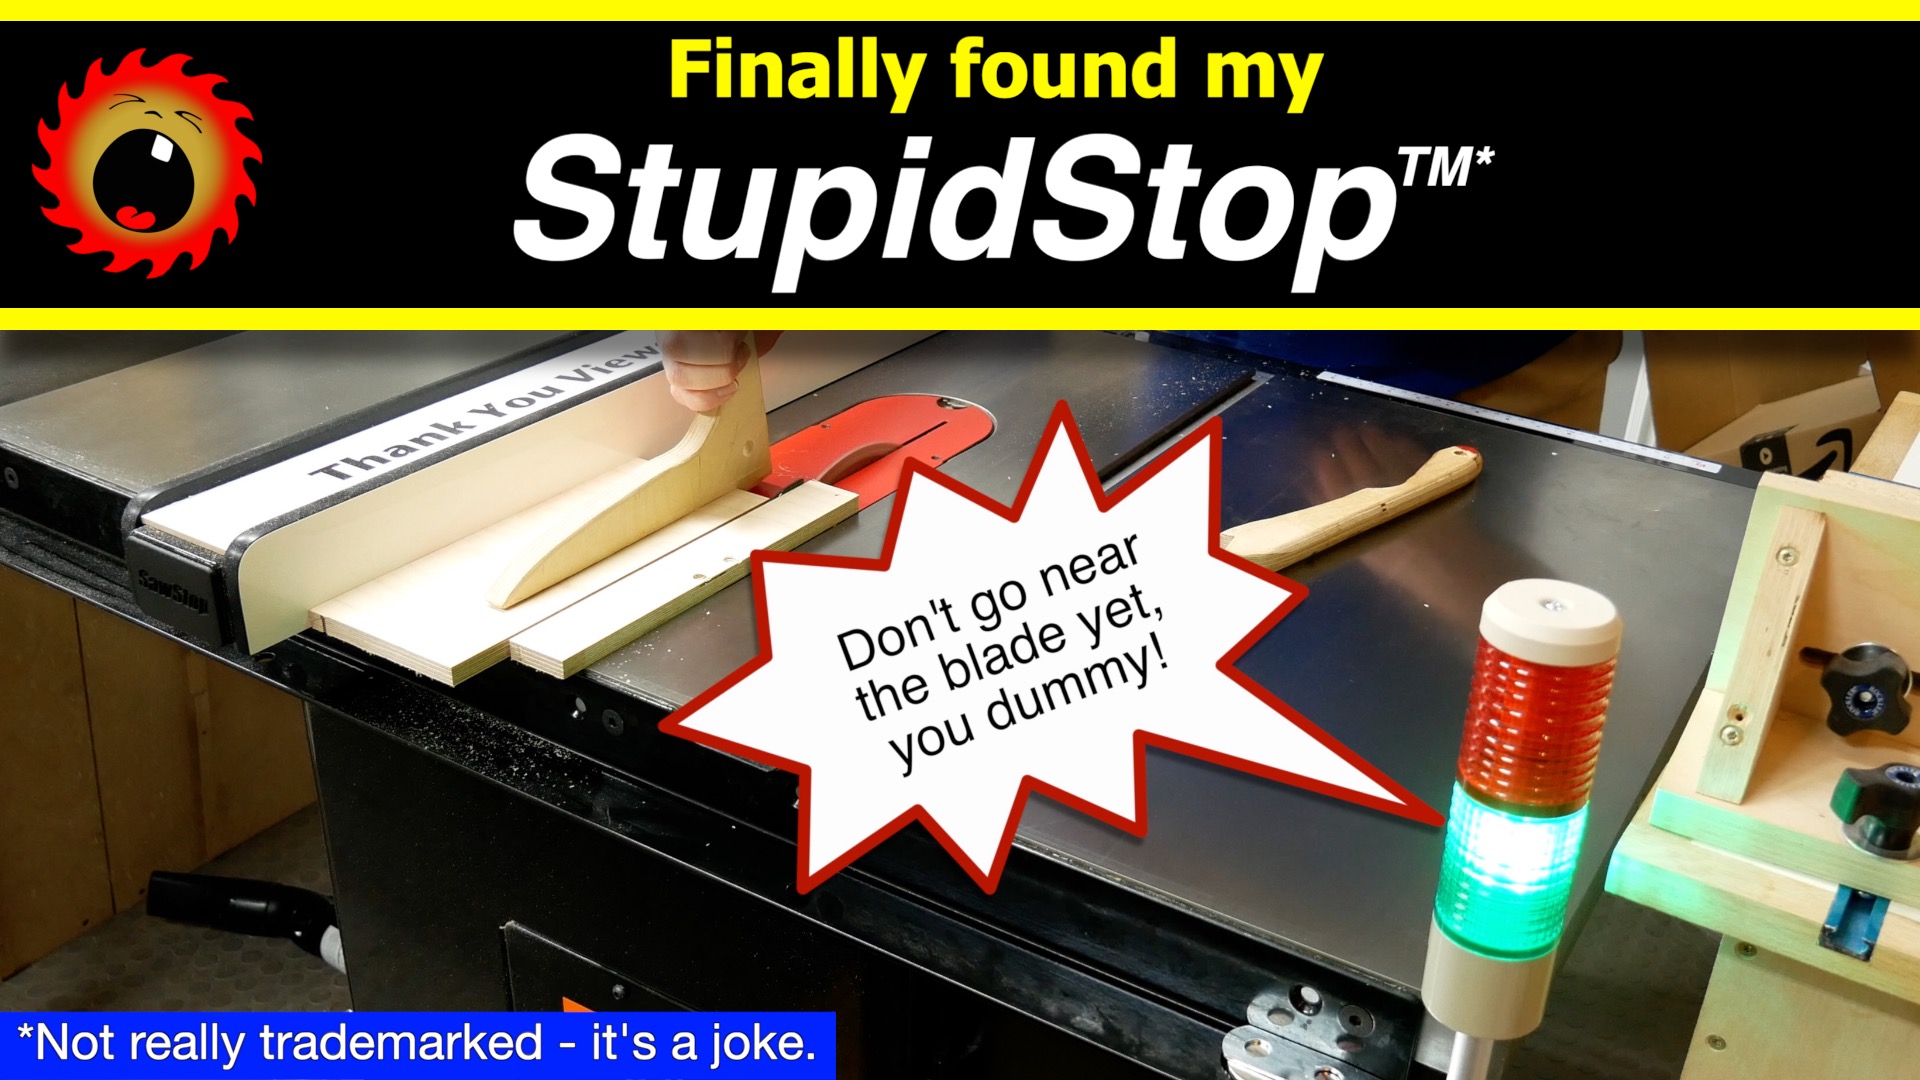 Finally found my
StupidStop™*
Thank You View
SawStop
Don't go near
the blade yet,
you dummy!
*Not really trademarked - it's a joke.